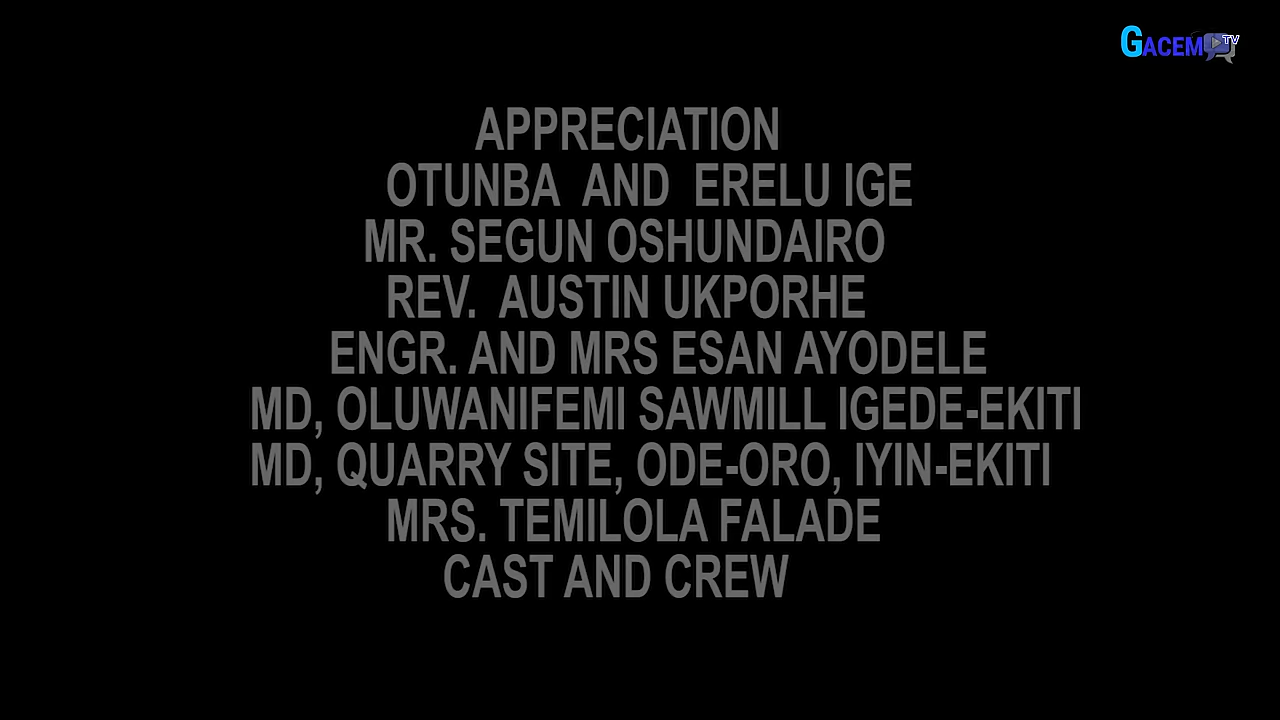 GACEM TV
APPRECIATION
OTUNBA AND ERELU IGE
MR. SEGUN OSHUNDAIRO
REV. AUSTIN UKPORHE
ENGR. AND MRS ESAN AYODELE
MD, OLUWANIFEMI SAWMILL IGEDE-EKITI
MD, QUARRY SITE, ODE-ORO, IYIN-EKITI
MRS. TEMILOLA FALADE
CAST AND CREW